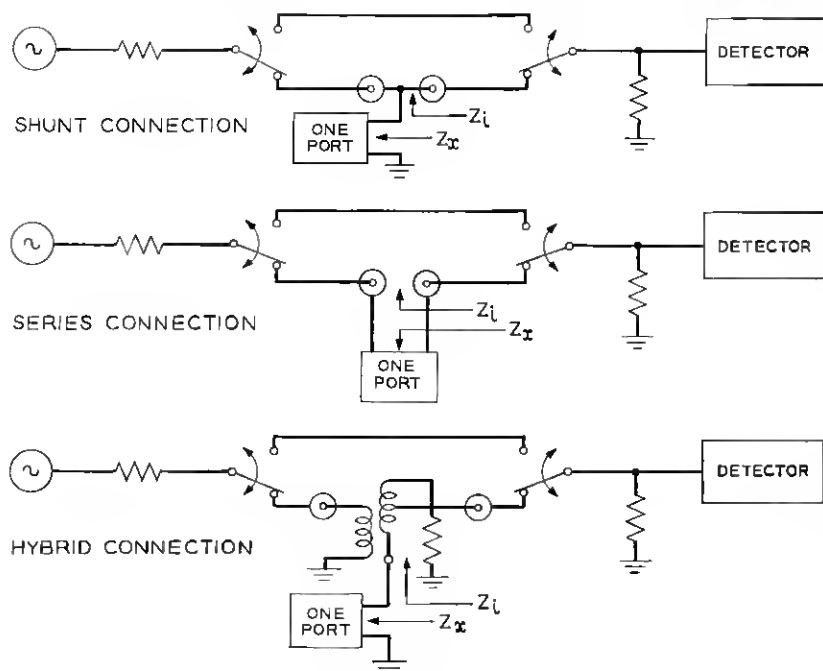 DETECTOR
SHUNT CONNECTION
ONE
PORT
Zi
Zx
DETECTOR
SERIES CONNECTION
Zi
Zx
ONE
PORT
DETECTOR
HYBRID CONNECTION
ONE
PORT
Zi
Zx